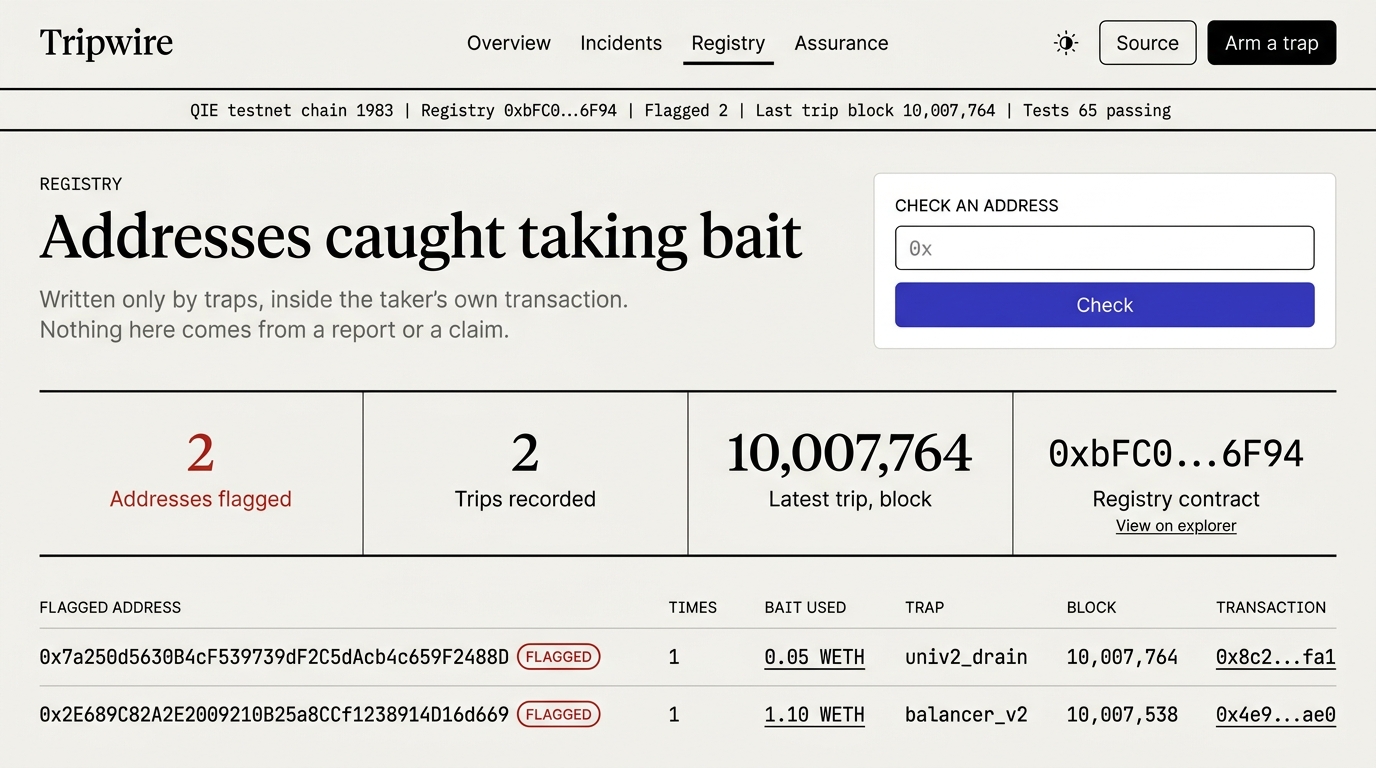 Tripwire
Overview Incidents Registry Assurance
Source Arm a trap
QIE testnet chain 1983 | Registry 0xbFC0...6F94 | Flagged 2 | Last trip block 10,007,764 | Tests 65 passing
REGISTRY
Addresses caught taking bait
Written only by traps, inside the taker's own transaction.
Nothing here comes from a report or a claim.
CHECK AN ADDRESS
0x
Check
2
Addresses flagged
2
Trips recorded
10,007,764
Latest trip, block
0xbFC0...6F94
Registry contract
View on explorer
FLAGGED ADDRESS TIMES BAIT USED TRAP BLOCK TRANSACTION
0x7a250d5630B4cF539739dF2C5dAcb4c659F2488D FLAGGED 1 0.05 WETH univ2_drain 10,007,764 0x8c2...fa1
0x2E689C82A2E2009210B25a8CCf1238914D16d669 FLAGGED 1 1.10 WETH balancer_v2 10,007,538 0x4e9...ae0